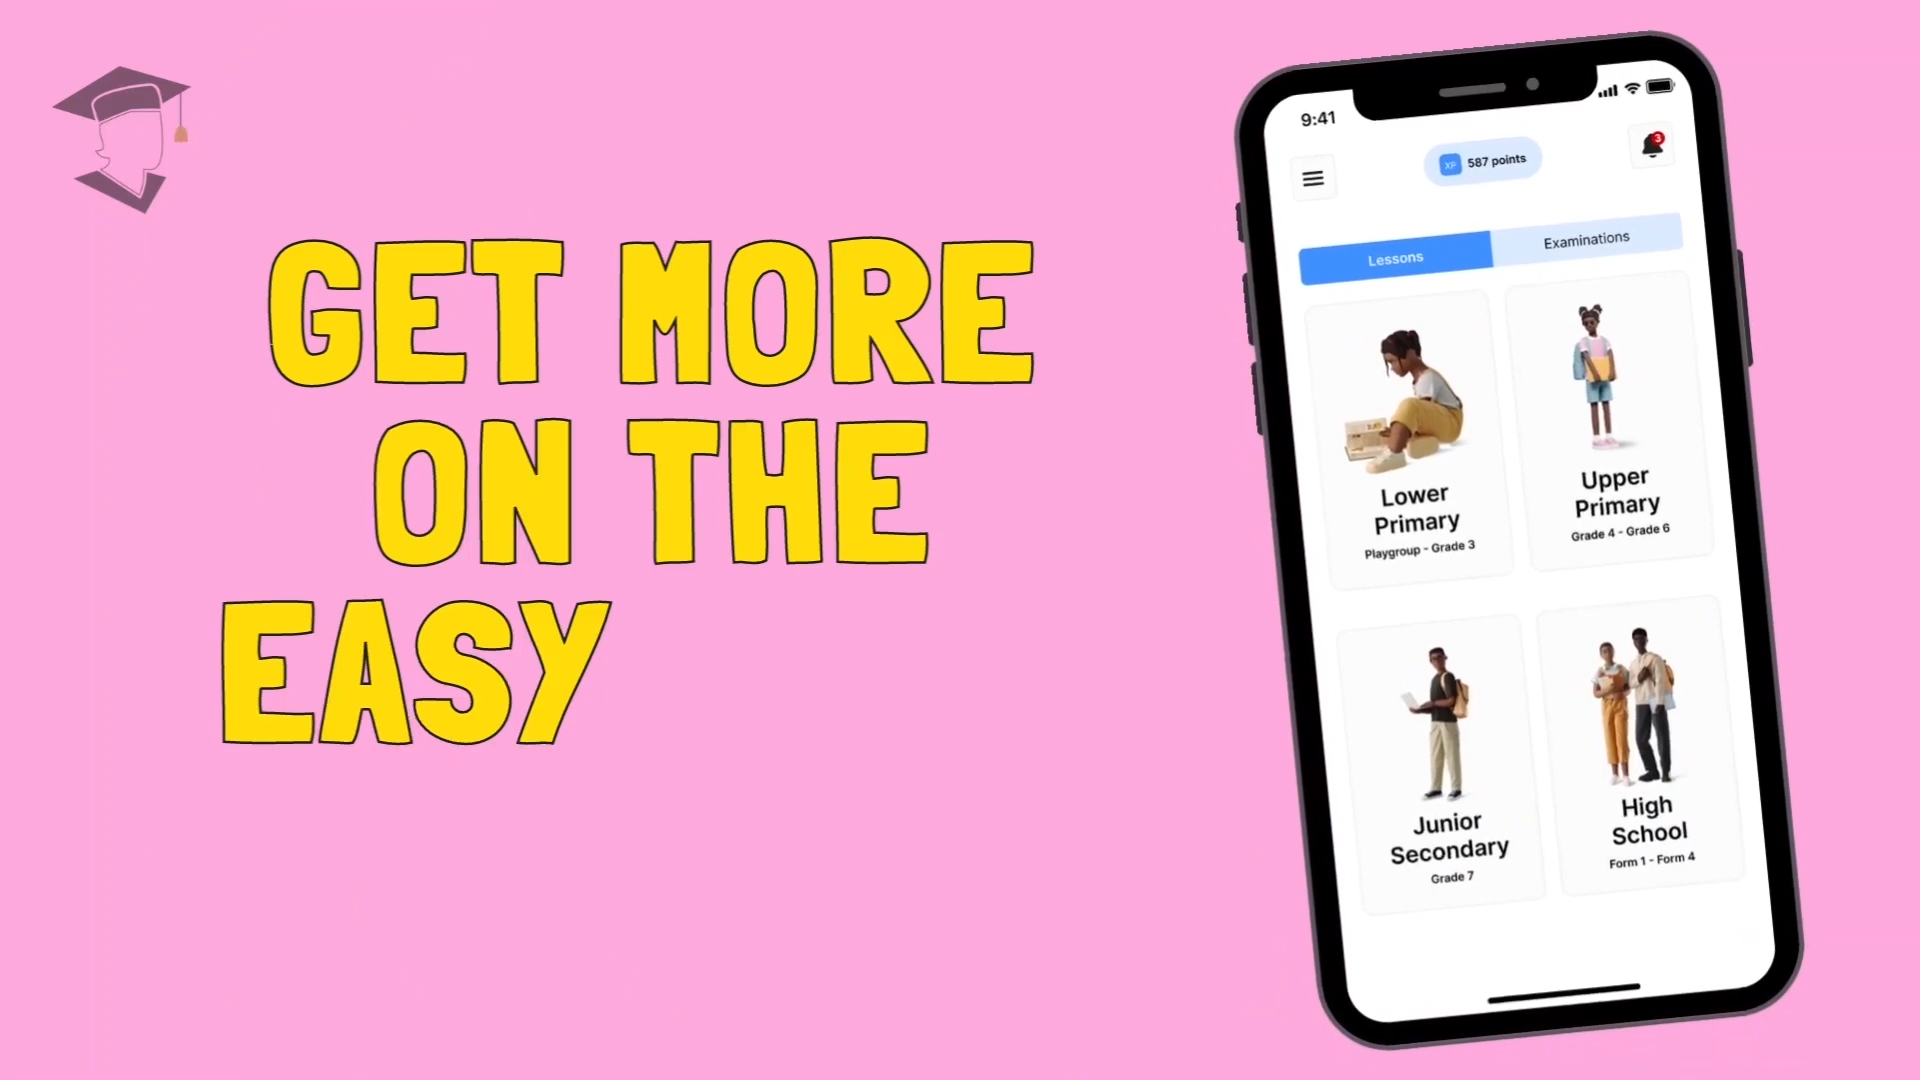 GET MORE
ON THE
EASY
9:41
XP 587 points
3
Lessons
Examinations
Lower
Primary
Playgroup - Grade 3
Upper
Primary
Grade 4 - Grade 6
Junior
Secondary
Grade 7
High
School
Form 1 - Form 4